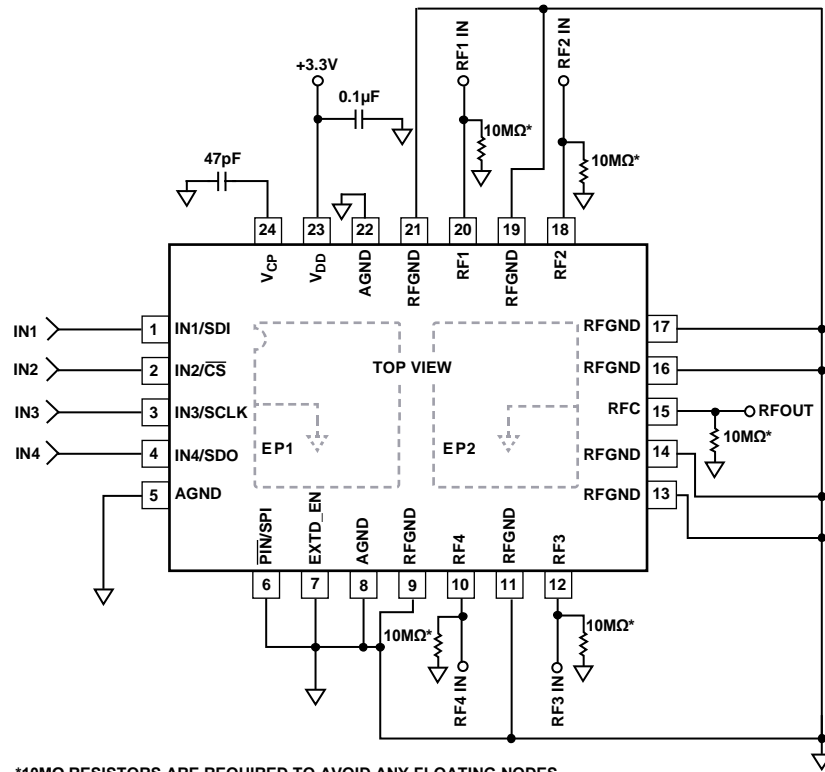 +3.3V
0.1µF
47pF
RF1 IN
10MΩ*
RF2 IN
10MΩ*
24
23
22
21
20
19
18
VCP
VDD
AGND
RFGND
RF1
RFGND
RF2
IN1
1
IN1/SDI
IN2
2
IN2/CS
IN3
3
IN3/SCLK
IN4
4
IN4/SDO
5
AGND
TOP VIEW
EP1
EP2
RFGND
17
RFGND
16
RFC
15
RFOUT
10MΩ*
RFGND
14
RFGND
13
PIN/SPI
EXTD_EN
AGND
RFGND
RF4
RFGND
RF3
6
7
8
9
10
11
12
10MΩ*
RF4 IN
10MΩ*
RF3 IN
*10MΩ RESISTORS ARE REQUIRED TO AVOID ANY FLOATING NODES